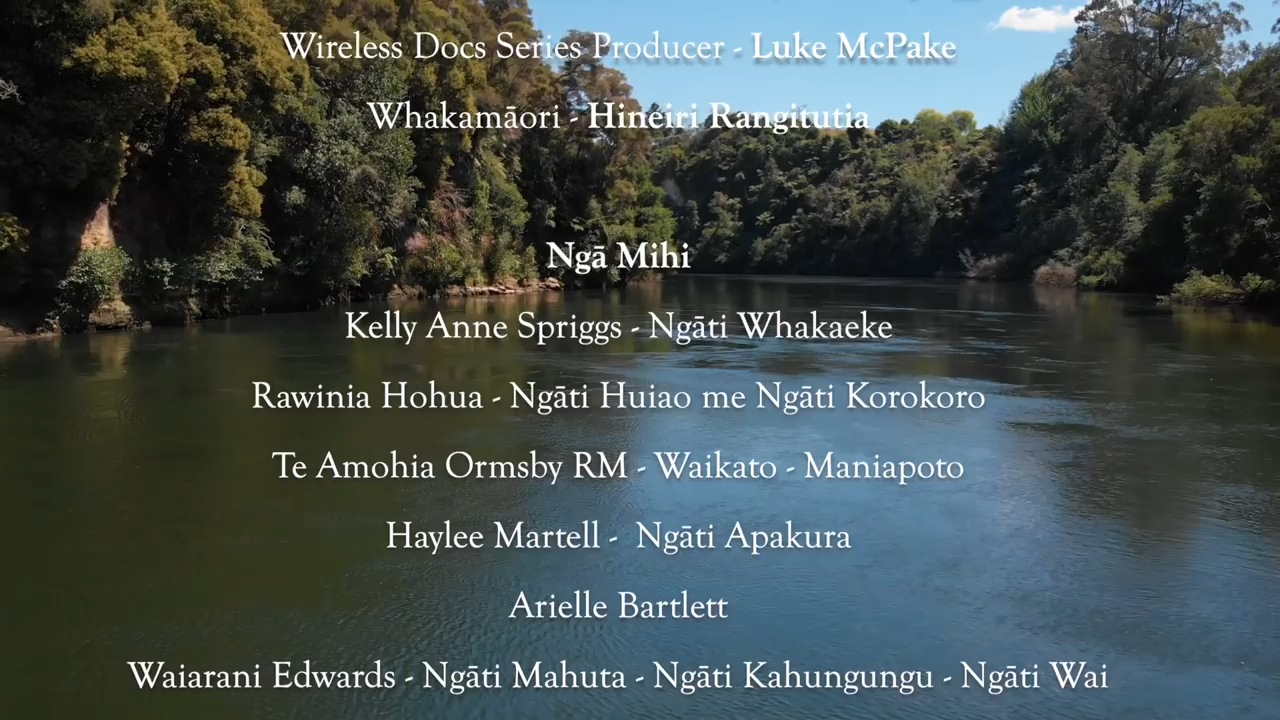 Wireless Docs Series Producer - Luke McPake
Whakamāori - Hineiri Rangitutia
Ngā Mihi
Kelly Anne Spriggs - Ngāti Whakaeke
Rawinia Hohua - Ngāti Huiao me Ngāti Korokoro
Te Amohia Ormsby RM - Waikato - Maniapoto
Haylee Martell -  Ngāti Apakura
Arielle Bartlett
Waiarani Edwards - Ngāti Mahuta - Ngāti Kahungungu - Ngāti Wai